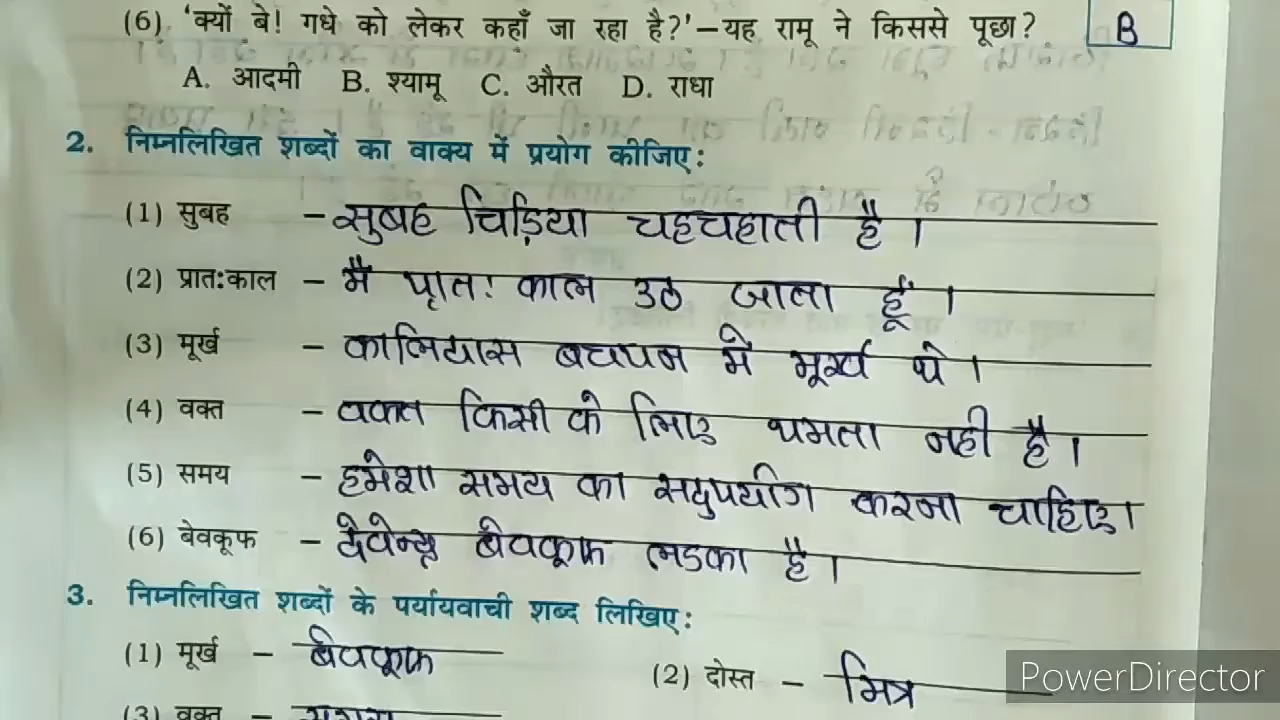 (6) 'क्यों बे! गधे को लेकर कहाँ जा रहा है?'–यह रामू ने किससे पूछा? B
A. आदमी B. श्यामू C. औरत D. राधा
2. निम्नलिखित शब्दों का वाक्य में प्रयोग कीजिए:
(1) सुबह – सुबह चिड़िया चहचहाती है ।
(2) प्रातःकाल – मै प्रातः काल उठ जाता हूँ ।
(3) मूर्ख – कालिदास बचपन मे मूर्ख थे ।
(4) वक्त – वक्त किसी के लिए थमता नही है ।
(5) समय – हमेशा समय का सदुपयोग करना चाहिए ।
(6) बेवकूफ – देवेन्द्र बेवकूफ लडका है ।
3. निम्नलिखित शब्दों के पर्यायवाची शब्द लिखिए:
(1) मूर्ख – बेवकूफ (2) दोस्त – मित्र
(3) वक्त –
PowerDirector